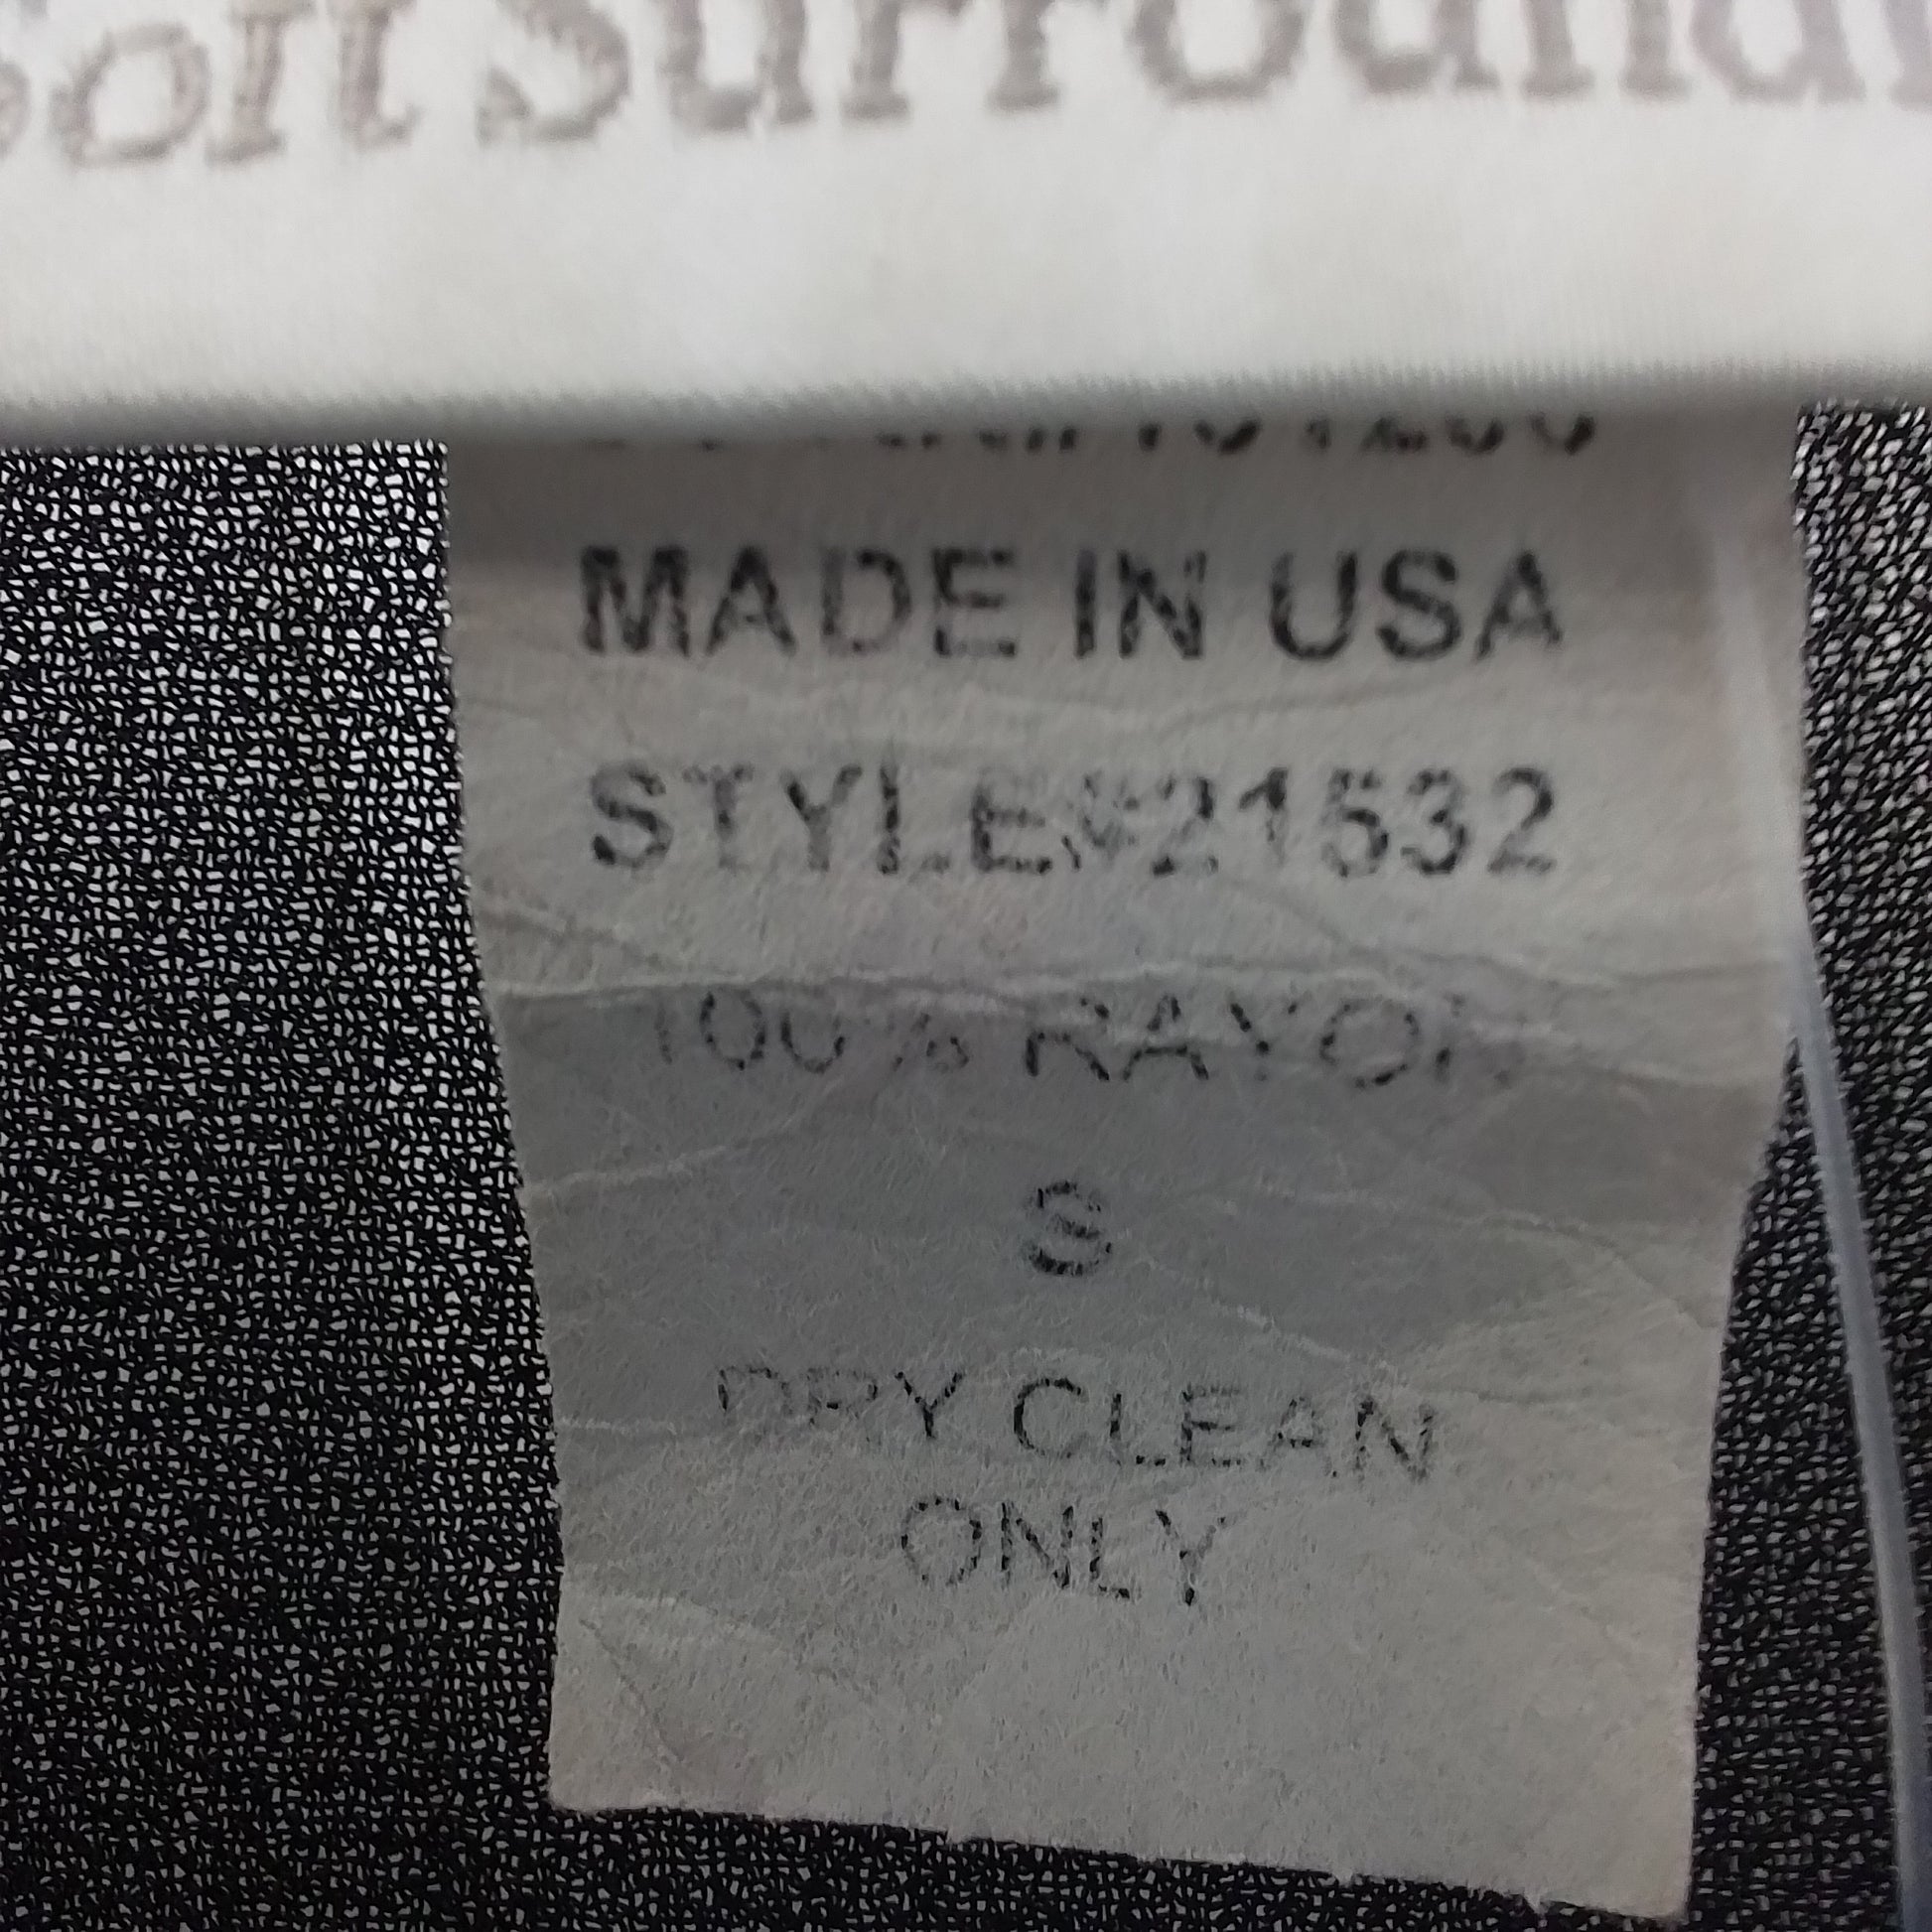 Soft Surround
MADE IN USA
STYLE#21532
100% RAYON
S
DRY CLEAN
ONLY